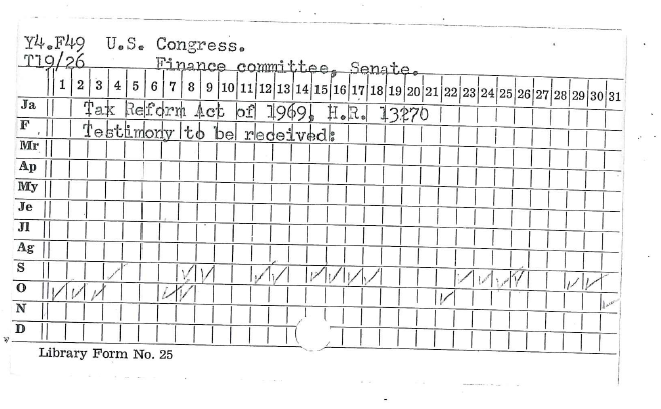 Y4.F49 U.S. Congress.
T19/26 Finance committee, Senate.
1 2 3 4 5 6 7 8 9 10 11 12 13 14 15 16 17 18 19 20 21 22 23 24 25 26 27 28 29 30 31
Ja Tax Reform Act of 1969, H.R. 13270
F Testimony to be received:
Mr
Ap
My
Je
Jl
Ag
S
O
N
D
Library Form No. 25